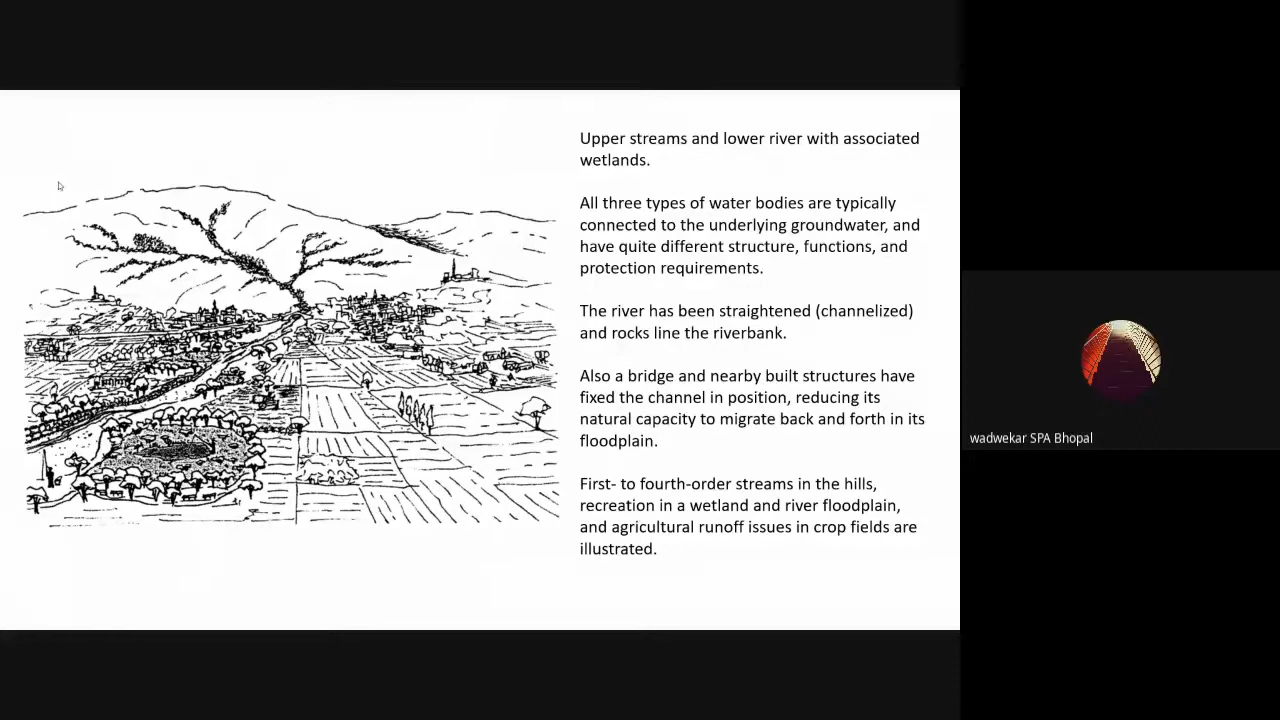 Upper streams and lower river with associated
wetlands.
All three types of water bodies are typically
connected to the underlying groundwater, and
have quite different structure, functions, and
protection requirements.
The river has been straightened (channelized)
and rocks line the riverbank.
Also a bridge and nearby built structures have
fixed the channel in position, reducing its
natural capacity to migrate back and forth in its
floodplain.
First- to fourth-order streams in the hills,
recreation in a wetland and river floodplain,
and agricultural runoff issues in crop fields are
illustrated.
wadwekar SPA Bhopal